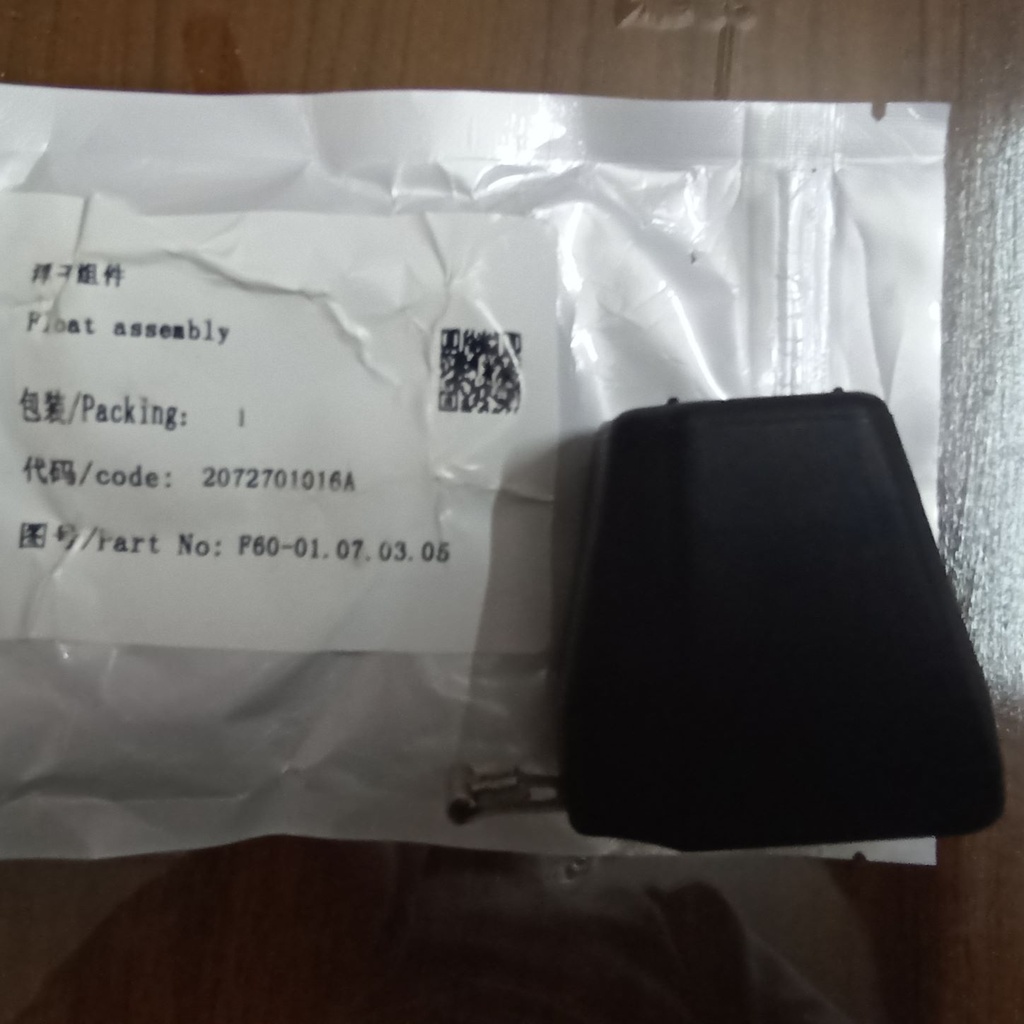 浮子组件
Float assembly
包装/Packing: 1
代码/code: 2072701016A
图号/Part No: F60-01.07.03.05